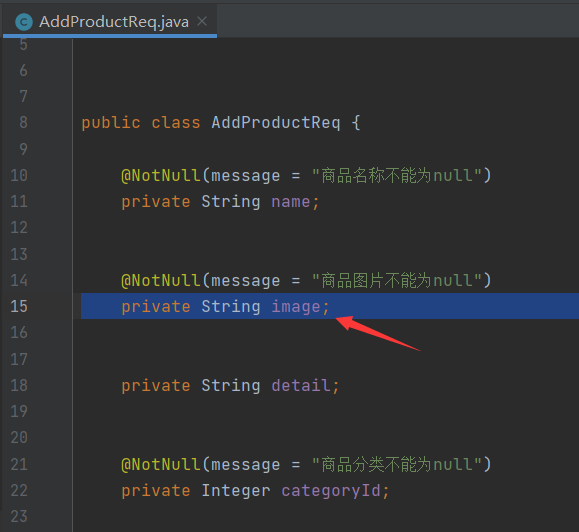 AddProductReq.java
5
6
7
8 public class AddProductReq {
9
10 @NotNull(message = "商品名称不能为null")
11 private String name;
12
13
14 @NotNull(message = "商品图片不能为null")
15 private String image;
16
17
18 private String detail;
19
20
21 @NotNull(message = "商品分类不能为null")
22 private Integer categoryId;
23